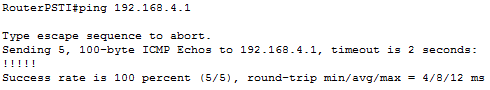 RouterPSTI#ping 192.168.4.1
Type escape sequence to abort.
Sending 5, 100-byte ICMP Echos to 192.168.4.1, timeout is 2 seconds:
!!!!!
Success rate is 100 percent (5/5), round-trip min/avg/max = 4/8/12 ms